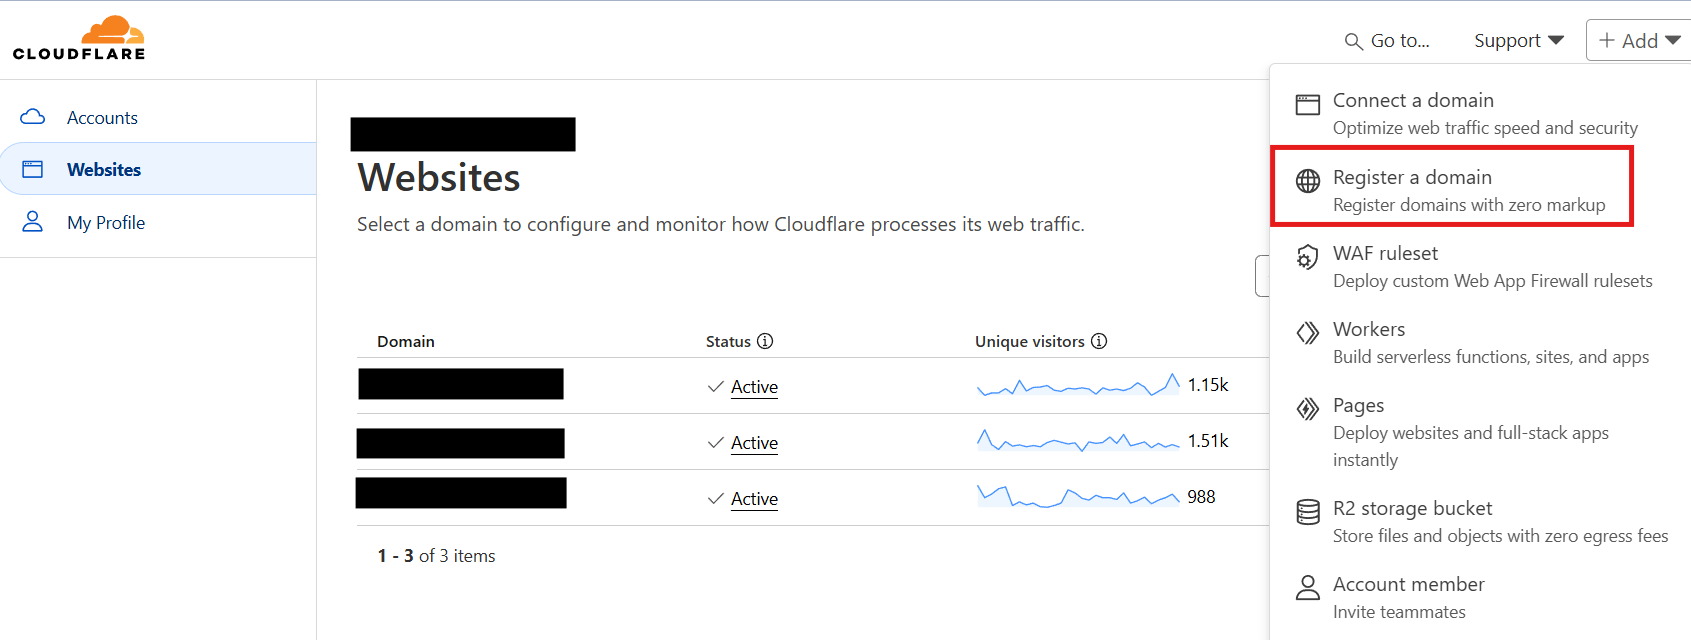 CLOUDFLARE
Go to...
Support
Add
Accounts
Websites
My Profile
Websites
Select a domain to configure and monitor how Cloudflare processes its web traffic.
Domain
Status
Unique visitors
Active
1.15k
Active
1.51k
Active
988
1 - 3 of 3 items
Connect a domain
Optimize web traffic speed and security
Register a domain
Register domains with zero markup
WAF ruleset
Deploy custom Web App Firewall rulesets
Workers
Build serverless functions, sites, and apps
Pages
Deploy websites and full-stack apps
instantly
R2 storage bucket
Store files and objects with zero egress fees
Account member
Invite teammates